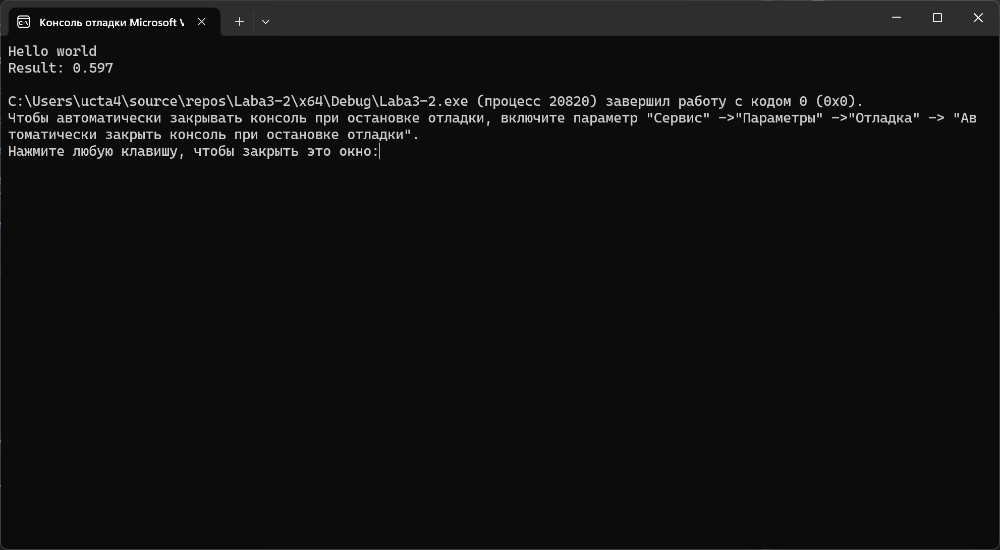 Консоль отладки Microsoft V
Hello world
Result: 0.597
C:\Users\ucta4\source\repos\Laba3-2\x64\Debug\Laba3-2.exe (процесс 20820) завершил работу с кодом 0 (0x0).
Чтобы автоматически закрывать консоль при остановке отладки, включите параметр "Сервис" ->"Параметры" ->"Отладка" -> "Ав
томатически закрыть консоль при остановке отладки".
Нажмите любую клавишу, чтобы закрыть это окно: